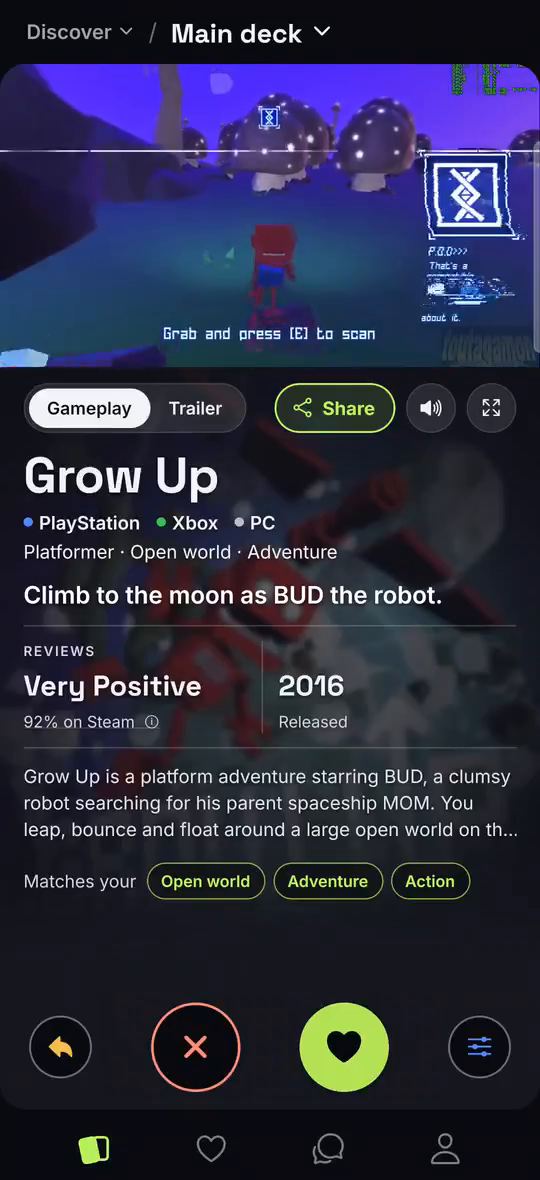 Discover / Main deck
P.O.D>>>
That's a
about it.
Grab and press [E] to scan
Gameplay Trailer Share
Grow Up
PlayStation Xbox PC
Platformer · Open world · Adventure
Climb to the moon as BUD the robot.
REVIEWS
Very Positive 2016
92% on Steam Released
Grow Up is a platform adventure starring BUD, a clumsy
robot searching for his parent spaceship MOM. You
leap, bounce and float around a large open world on th...
Matches your Open world Adventure Action